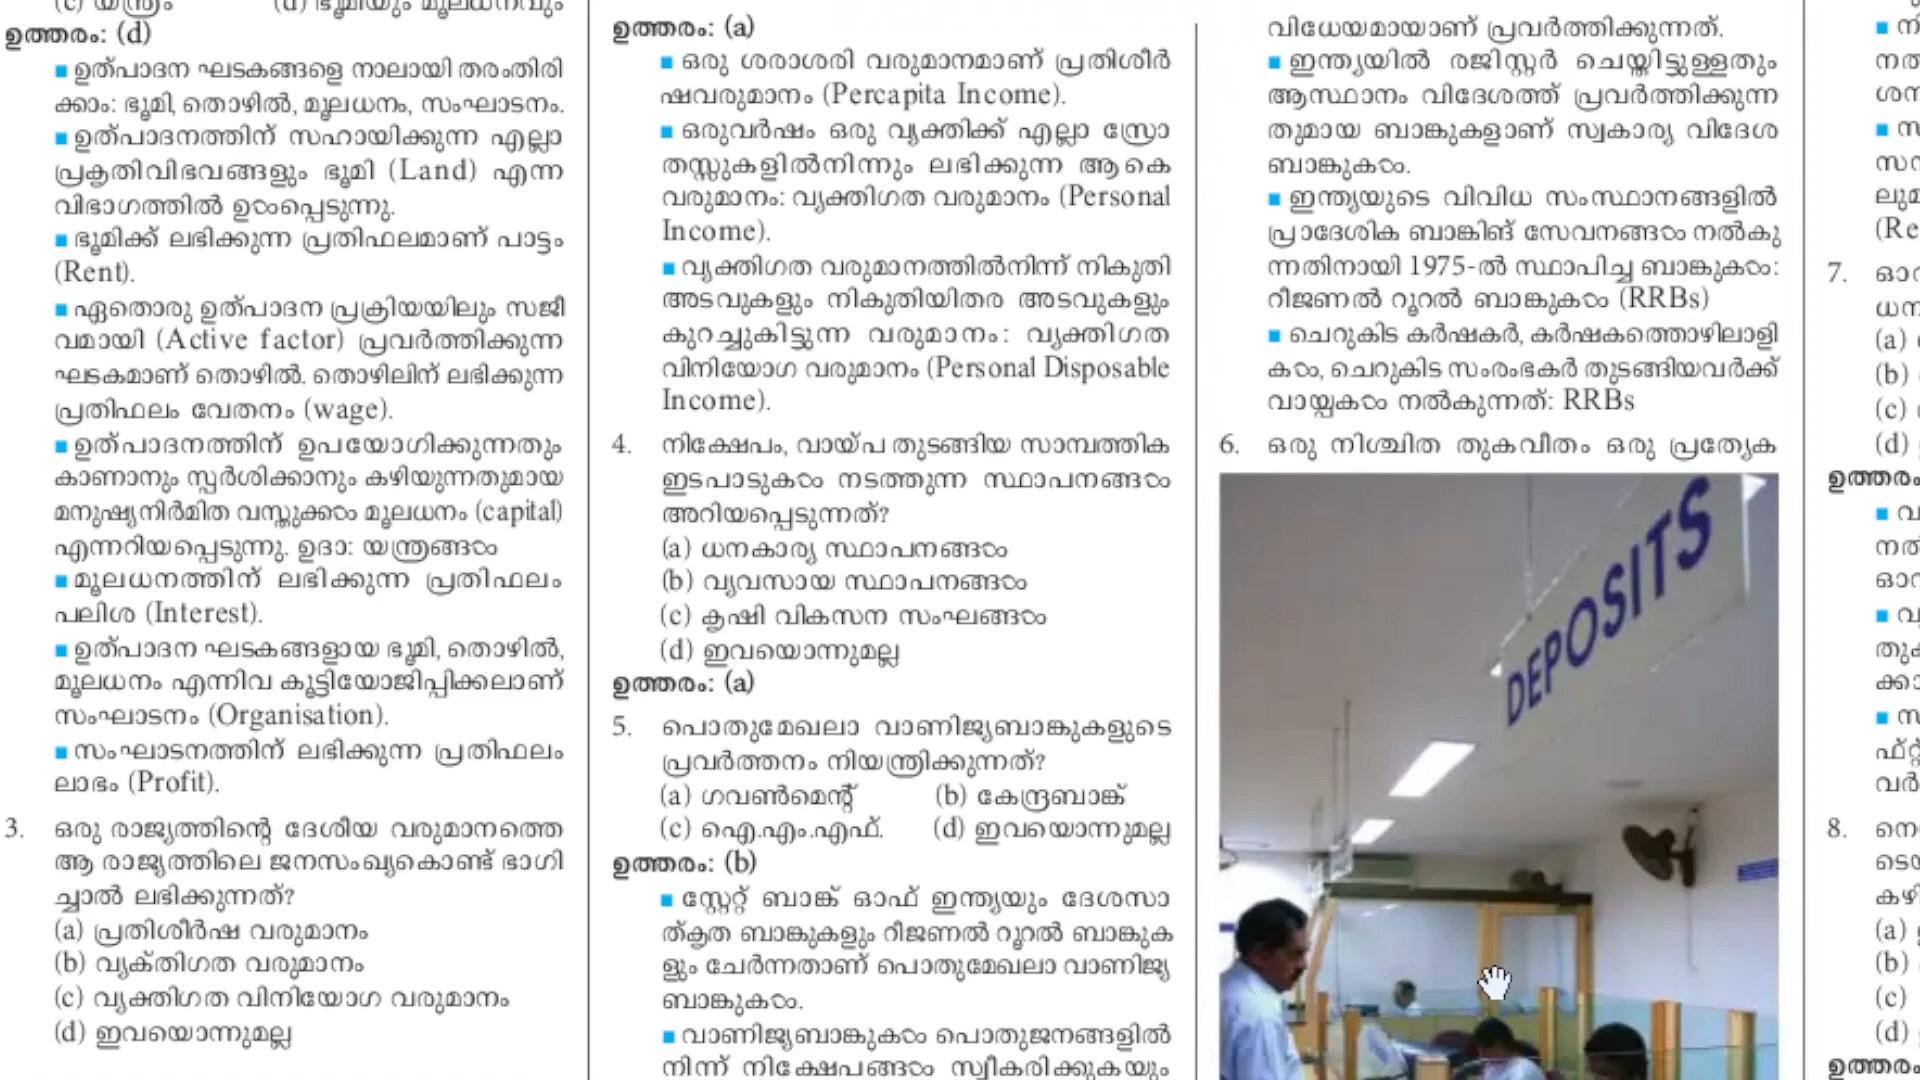 (c) യന്ത്രം (d) ഭൂമിയും മൂലധനവും
ഉത്തരം: (d)
■ ഉത്പാദന ഘടകങ്ങളെ നാലായി തരംതിരി
ക്കാം: ഭൂമി, തൊഴിൽ, മൂലധനം, സംഘാടനം.
■ ഉത്പാദനത്തിന് സഹായിക്കുന്ന എല്ലാ
പ്രകൃതിവിഭവങ്ങളും ഭൂമി (Land) എന്ന
വിഭാഗത്തിൽ ഉൾപ്പെടുന്നു.
■ ഭൂമിക്ക് ലഭിക്കുന്ന പ്രതിഫലമാണ് പാട്ടം
(Rent).
■ ഏതൊരു ഉത്പാദന പ്രക്രിയയിലും സജീ
വമായി (Active factor) പ്രവർത്തിക്കുന്ന
ഘടകമാണ് തൊഴിൽ. തൊഴിലിന് ലഭിക്കുന്ന
പ്രതിഫലം വേതനം (wage).
■ ഉത്പാദനത്തിന് ഉപയോഗിക്കുന്നതും
കാണാനും സ്പർശിക്കാനും കഴിയുന്നതുമായ
മനുഷ്യനിർമിത വസ്തുക്കൾ മൂലധനം (capital)
എന്നറിയപ്പെടുന്നു. ഉദാ: യന്ത്രങ്ങൾ
■ മൂലധനത്തിന് ലഭിക്കുന്ന പ്രതിഫലം
പലിശ (Interest).
■ ഉത്പാദന ഘടകങ്ങളായ ഭൂമി, തൊഴിൽ,
മൂലധനം എന്നിവ കൂട്ടിയോജിപ്പിക്കലാണ്
സംഘാടനം (Organisation).
■ സംഘാടനത്തിന് ലഭിക്കുന്ന പ്രതിഫലം
ലാഭം (Profit).
3. ഒരു രാജ്യത്തിന്റെ ദേശീയ വരുമാനത്തെ
ആ രാജ്യത്തിലെ ജനസംഖ്യകൊണ്ട് ഭാഗി
ച്ചാൽ ലഭിക്കുന്നത്?
(a) പ്രതിശീർഷ വരുമാനം
(b) വ്യക്തിഗത വരുമാനം
(c) വ്യക്തിഗത വിനിയോഗ വരുമാനം
(d) ഇവയൊന്നുമല്ല
ഉത്തരം: (a)
■ ഒരു ശരാശരി വരുമാനമാണ് പ്രതിശീർ
ഷവരുമാനം (Percapita Income).
■ ഒരുവർഷം ഒരു വ്യക്തിക്ക് എല്ലാ സ്രോ
തസ്സുകളിൽനിന്നും ലഭിക്കുന്ന ആകെ
വരുമാനം: വ്യക്തിഗത വരുമാനം (Personal
Income).
■ വ്യക്തിഗത വരുമാനത്തിൽനിന്ന് നികുതി
അടവുകളും നികുതിയിതര അടവുകളും
കുറച്ചുകിട്ടുന്ന വരുമാനം: വ്യക്തിഗത
വിനിയോഗ വരുമാനം (Personal Disposable
Income).
4. നിക്ഷേപം, വായ്പ തുടങ്ങിയ സാമ്പത്തിക
ഇടപാടുകൾ നടത്തുന്ന സ്ഥാപനങ്ങൾ
അറിയപ്പെടുന്നത്?
(a) ധനകാര്യ സ്ഥാപനങ്ങൾ
(b) വ്യവസായ സ്ഥാപനങ്ങൾ
(c) കൃഷി വികസന സംഘങ്ങൾ
(d) ഇവയൊന്നുമല്ല
ഉത്തരം: (a)
5. പൊതുമേഖലാ വാണിജ്യബാങ്കുകളുടെ
പ്രവർത്തനം നിയന്ത്രിക്കുന്നത്?
(a) ഗവൺമെന്റ് (b) കേന്ദ്രബാങ്ക്
(c) ഐ.എം.എഫ്. (d) ഇവയൊന്നുമല്ല
ഉത്തരം: (b)
■ സ്റ്റേറ്റ് ബാങ്ക് ഓഫ് ഇന്ത്യയും ദേശസാ
ത്കൃത ബാങ്കുകളും റീജണൽ റൂറൽ ബാങ്കുക
ളും ചേർന്നതാണ് പൊതുമേഖലാ വാണിജ്യ
ബാങ്കുകൾ.
■ വാണിജ്യബാങ്കുകൾ പൊതുജനങ്ങളിൽ
നിന്ന് നിക്ഷേപങ്ങൾ സ്വീകരിക്കുകയും
വിധേയമായാണ് പ്രവർത്തിക്കുന്നത്.
■ ഇന്ത്യയിൽ രജിസ്റ്റർ ചെയ്തിട്ടുള്ളതും
ആസ്ഥാനം വിദേശത്ത് പ്രവർത്തിക്കുന്ന
തുമായ ബാങ്കുകളാണ് സ്വകാര്യ വിദേശ
ബാങ്കുകൾ.
■ ഇന്ത്യയുടെ വിവിധ സംസ്ഥാനങ്ങളിൽ
പ്രാദേശിക ബാങ്കിങ് സേവനങ്ങൾ നൽകു
ന്നതിനായി 1975-ൽ സ്ഥാപിച്ച ബാങ്കുകൾ:
റീജണൽ റൂറൽ ബാങ്കുകൾ (RRBs)
■ ചെറുകിട കർഷകർ, കർഷകത്തൊഴിലാളി
കൾ, ചെറുകിട സംരംഭകർ തുടങ്ങിയവർക്ക്
വായ്പകൾ നൽകുന്നത്: RRBs
6. ഒരു നിശ്ചിത തുകവീതം ഒരു പ്രത്യേക
DEPOSITS
(Re
7.
(a)
(b)
(c)
(d)
8.
(a)
(b)
(c)
(d)